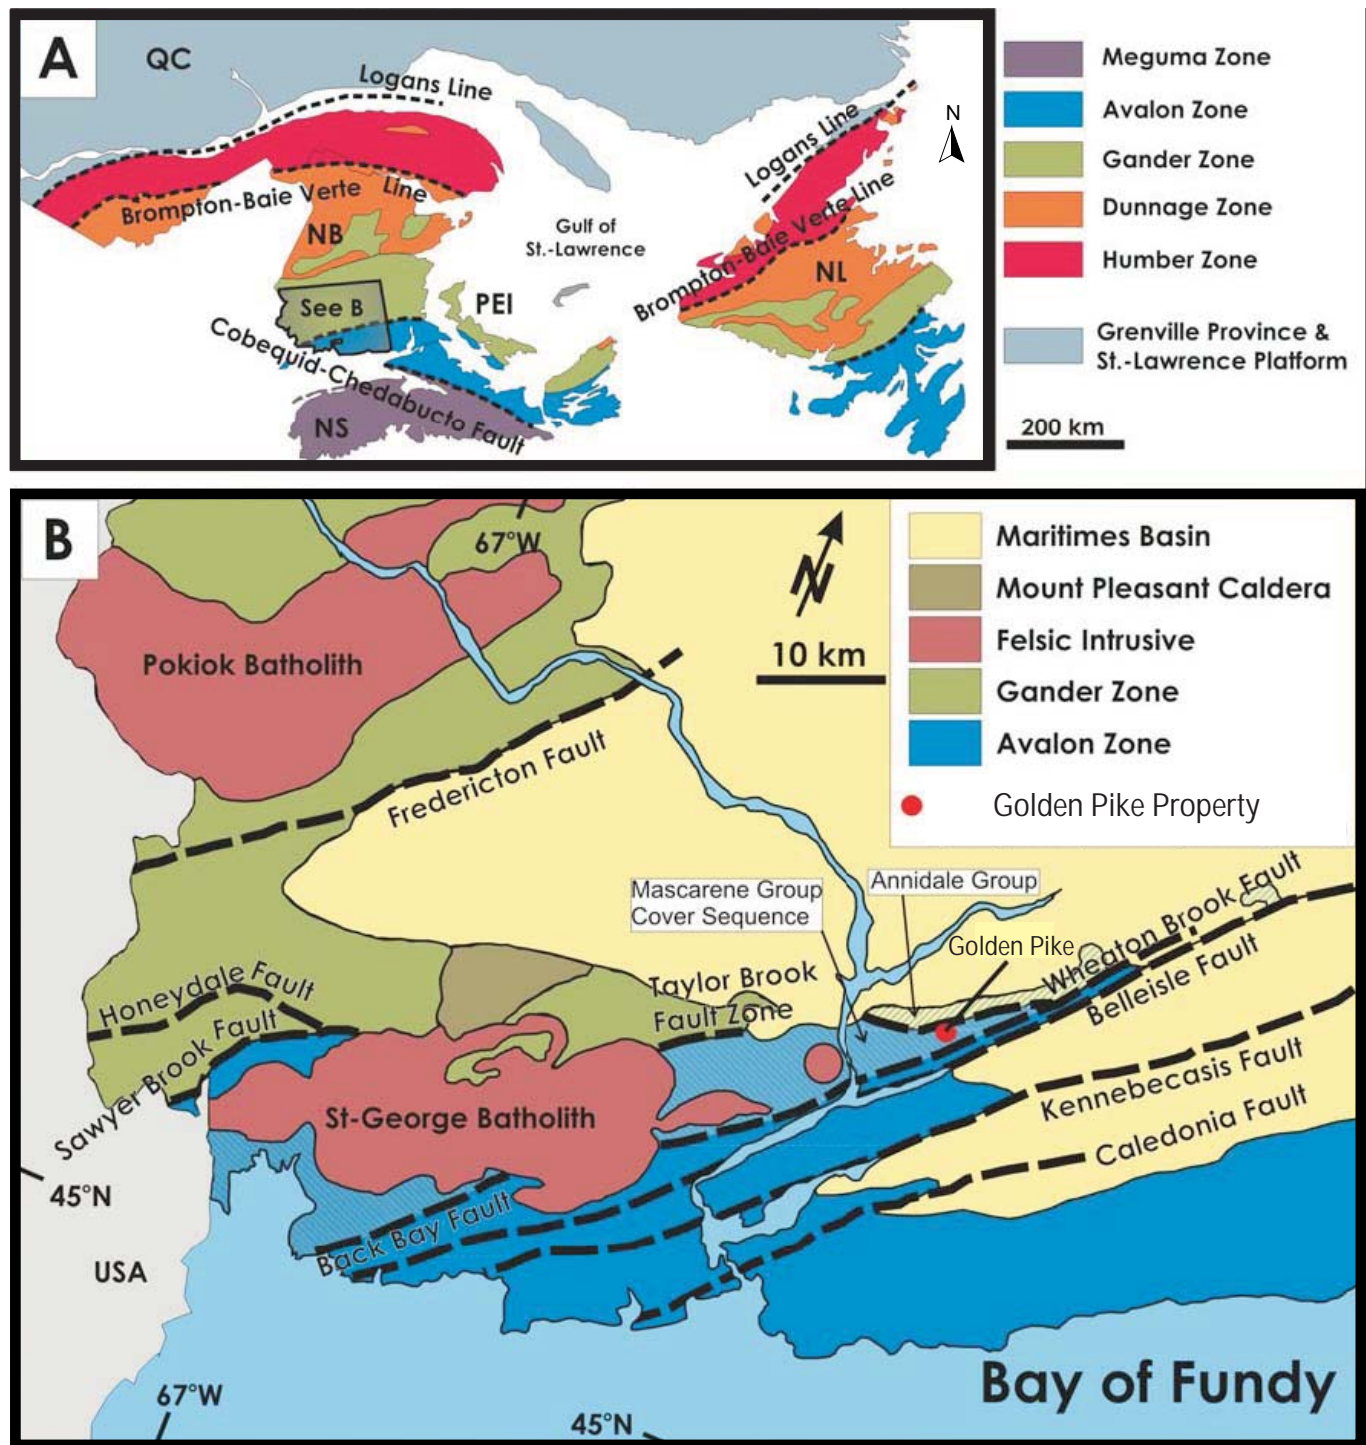 A
QC
Logans Line
Brompton-Baie Verte Line
NB
See B
PEI
Gulf of
St.-Lawrence
Cobequid-Chedabucto Fault
NS
N
Logans Line
Brompton-Baie Verte Line
NL
Meguma Zone
Avalon Zone
Gander Zone
Dunnage Zone
Humber Zone
Grenville Province &
St.-Lawrence Platform
200 km
B
67°W
N
10 km
Maritimes Basin
Mount Pleasant Caldera
Felsic Intrusive
Gander Zone
Avalon Zone
Golden Pike Property
Pokiok Batholith
Fredericton Fault
Mascarene Group
Cover Sequence
Annidale Group
Golden Pike
Wheaton Brook Fault
Belleisle Fault
Taylor Brook
Fault Zone
Honeydale Fault
Sawyer Brook Fault
St-George Batholith
Kennebecasis Fault
Caledonia Fault
Back Bay Fault
45°N
USA
67°W
45°N
Bay of Fundy